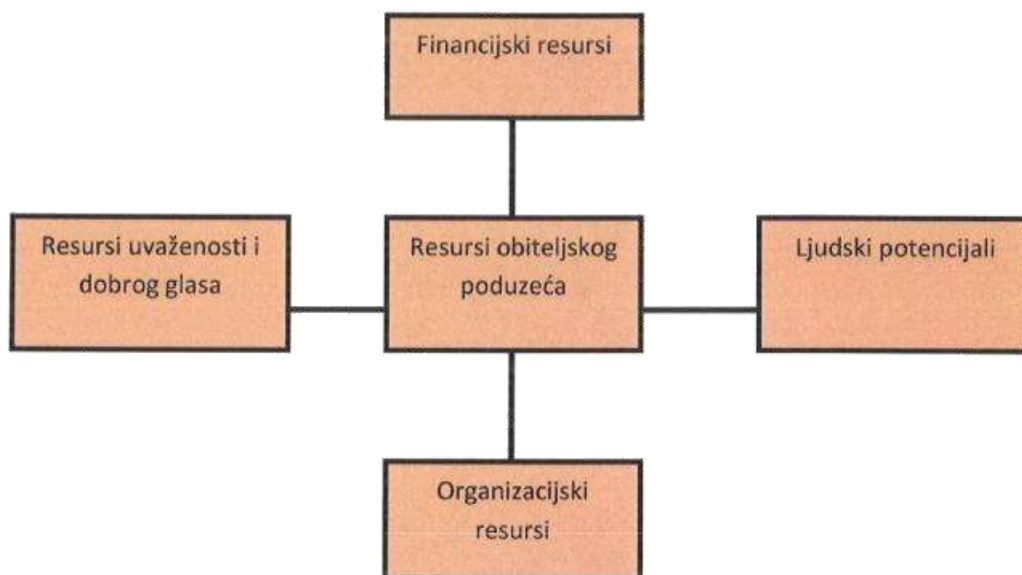 Financijski resursi
Resursi uvaženosti i
dobrog glasa
Resursi obiteljskog
poduzeća
Ljudski potencijali
Organizacijski
resursi